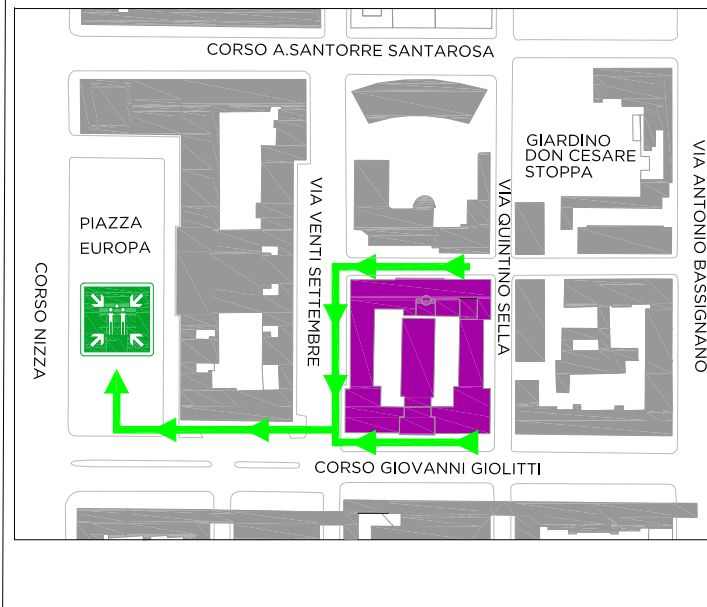 CORSO A.SANTORRE SANTAROSA
GIARDINO
DON CESARE
STOPPA
PIAZZA
EUROPA
CORSO NIZZA
VIA VENTI SETTEMBRE
VIA QUINTINO SELLA
VIA ANTONIO BASSIGNANO
CORSO GIOVANNI GIOLITTI